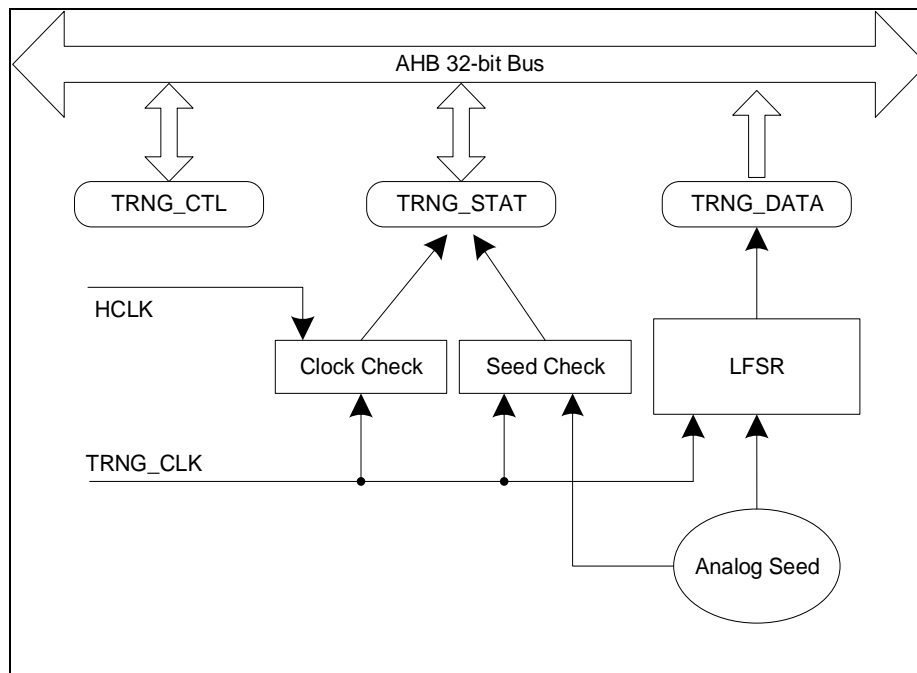 AHB 32-bit Bus
TRNG_CTL
TRNG_STAT
TRNG_DATA
HCLK
Clock Check
Seed Check
LFSR
TRNG_CLK
Analog Seed